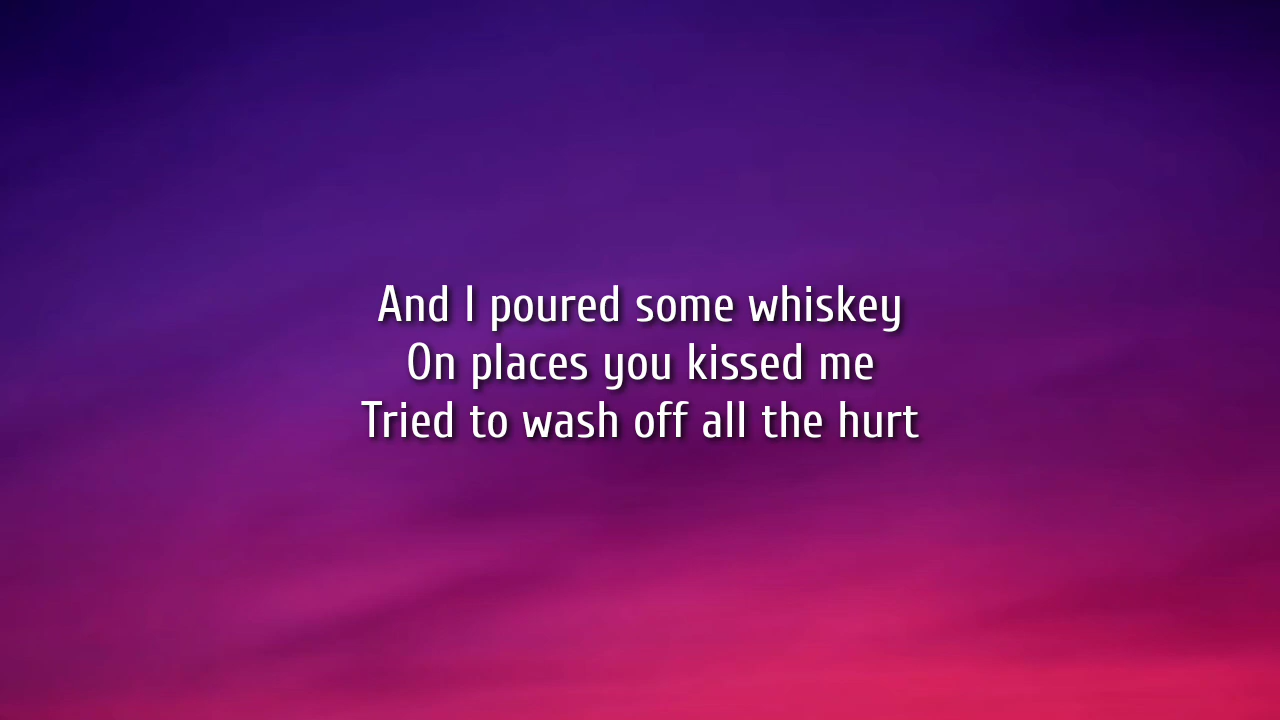 And I poured some whiskey
On places you kissed me
Tried to wash off all the hurt